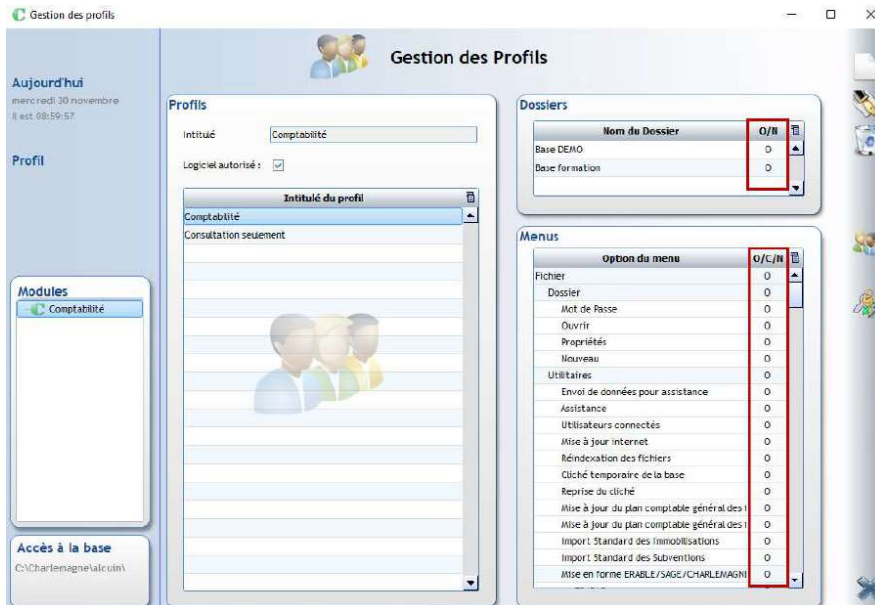 Gestion des profils
Gestion des Profils
Aujourd'hui
mercredi 30 novembre
Il est 08:59:57
Profil
Modules
Comptabilité
Accès à la base
C:\Charlemagne\alcuin\
Profils
Intitulé
Comptabilité
Logiciel autorisé :
Intitulé du profil
Comptabilité
Consultation seulement
Dossiers
Nom du Dossier O/N
Base DEMO O
Base formation O
Menus
Option du menu O/C/N
Fichier O
Dossier O
Mot de Passe O
Ouvrir O
Propriétés O
Nouveau O
Utilitaires O
Envoi de données pour assistance O
Assistance O
Utilisateurs connectés O
Mise à jour internet O
Réindexation des fichiers O
Cliché temporaire de la base O
Reprise du cliché O
Mise à jour du plan comptable général des O
Mise à jour du plan comptable général des O
Import Standard des Immobilisations O
Import Standard des Subventions O
Mise en forme ERABLE/SAGE/CHARLEMAGN O